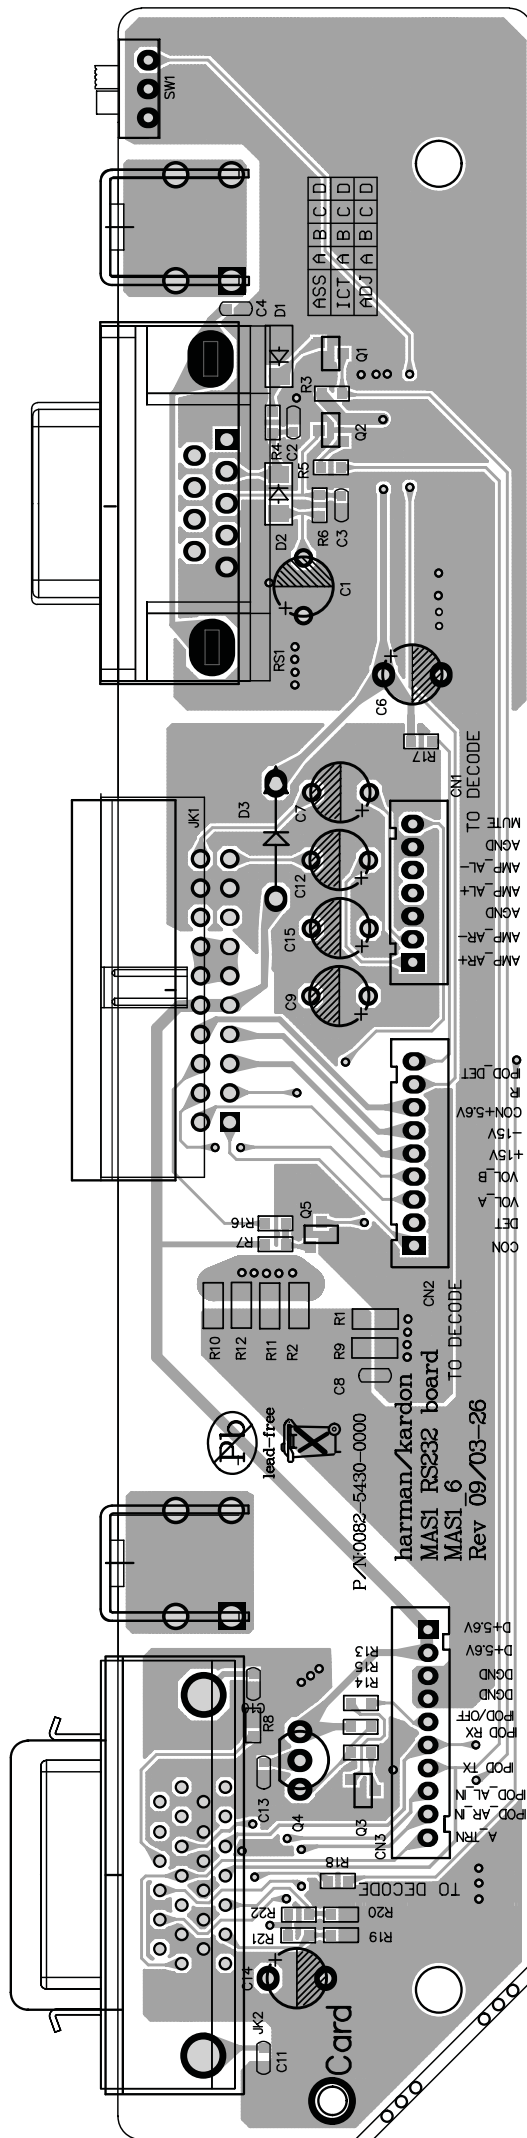 SW1
ASS A B C D
ICT A B C D
ADJ A B C D
C4
D1
Q1
R3
Q2
R4
C2
R5
D2
R6
C3
C1
RS1
C6
R17
CN1
TO DECODE
JK1
D3
C7
C12
C15
C9
MUTE
AGND
AMP_AL-
AMP_AL+
AGND
AMP_AR-
AMP_AR+
IPOD_DET
IR
CON+5.6V
-15V
+15V
VOL_B
VOL_A
DET
CON
CN2
TO DECODE
R16
R7
Q5
R10
R12
R11
R2
R1
R9
C8
Pb
lead-free
P/N:0082-5430-0000
harman/kardon
MAS1 RS232 board
MAS1_6
Rev 09/03-26
D+5.6V
D+5.6V
DGND
DGND
IPOD/OFF
IPOD RX
IPOD TX
IPOD_AL_IN
IPOD_AR_IN
A_TRN
R13
R15
R14
R8
C13
Q4
Q3
CN3
R18
TO DECODE
R22
R20
R21
R19
C14
JK2
C11
Card